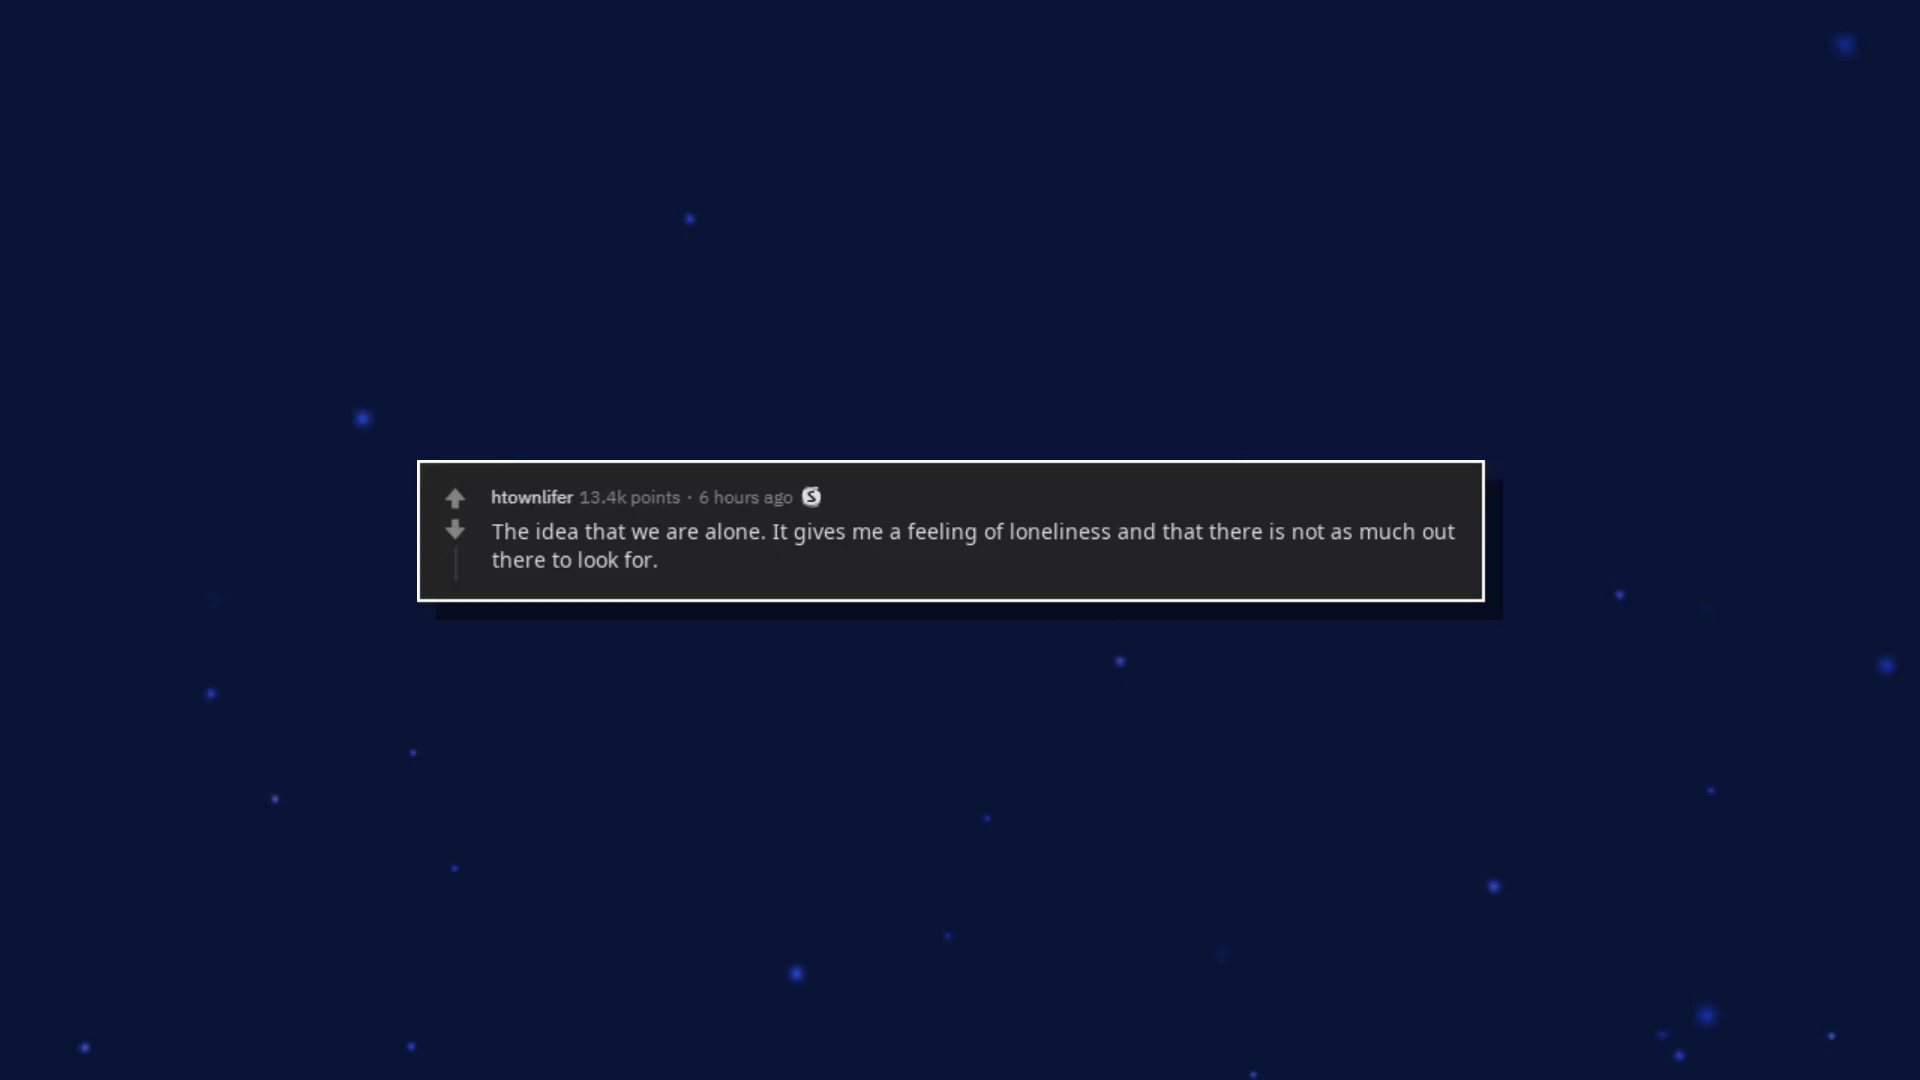 htownlifer 13.4k points · 6 hours ago S
The idea that we are alone. It gives me a feeling of loneliness and that there is not as much out
there to look for.